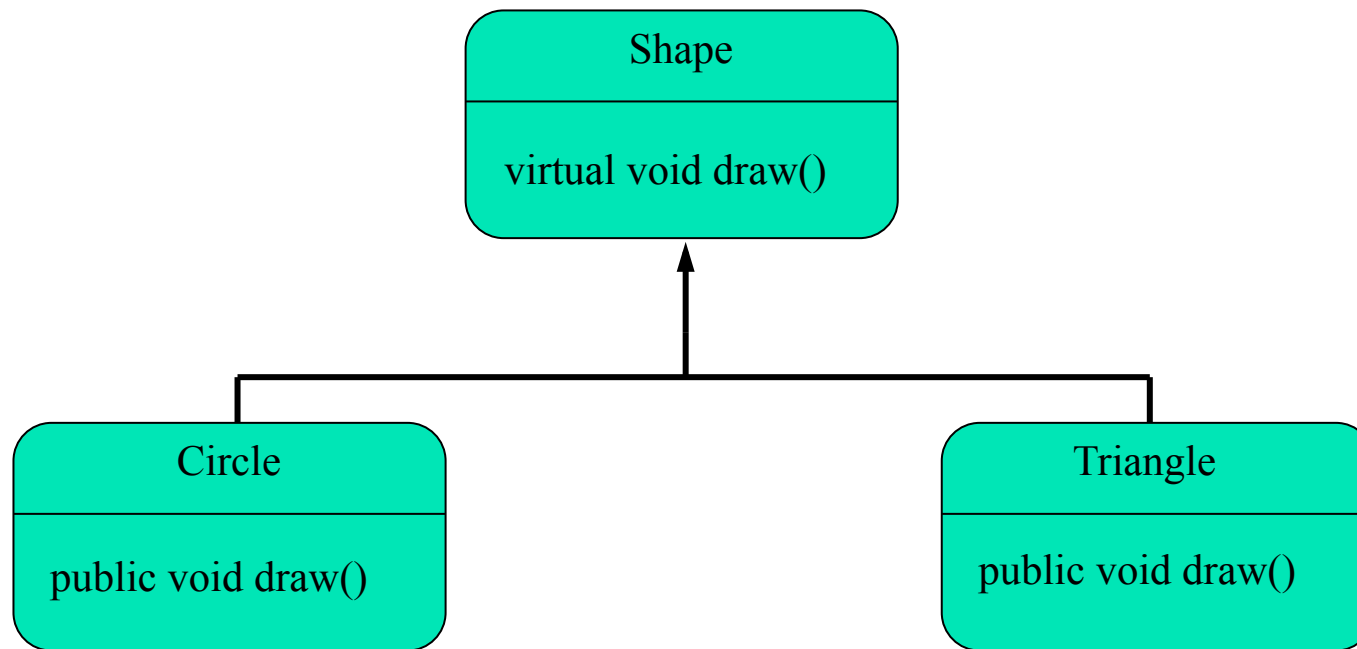 Shape
virtual void draw()
Circle
public void draw()
Triangle
public void draw()